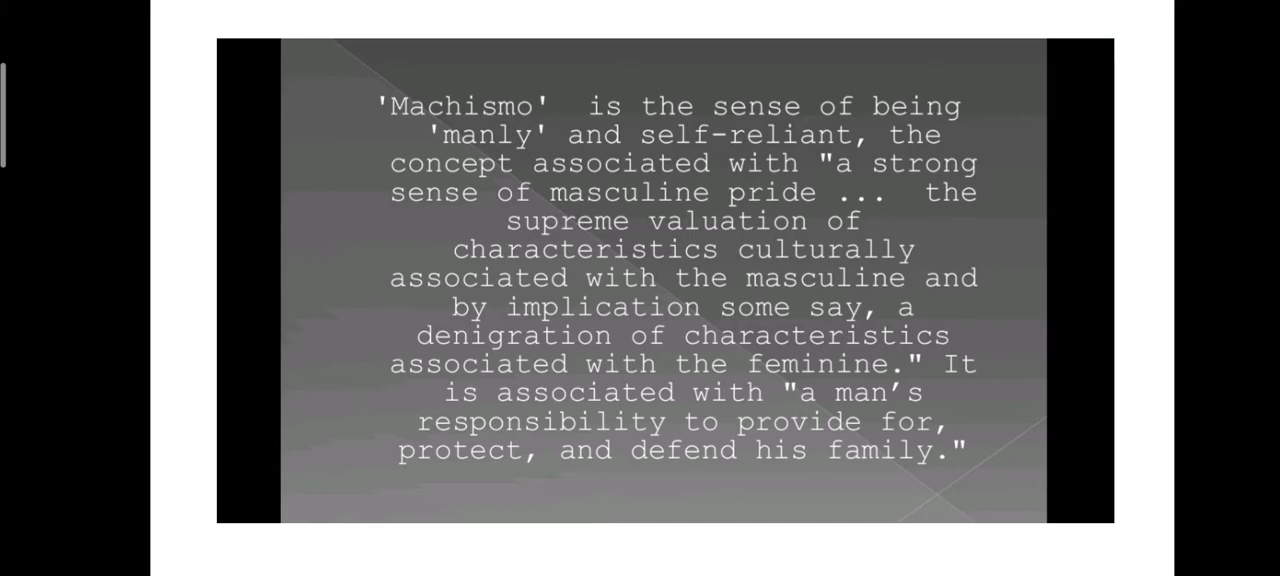 'Machismo'  is the sense of being
'manly' and self-reliant, the
concept associated with "a strong
sense of masculine pride ...  the
supreme valuation of
characteristics culturally
associated with the masculine and
by implication some say, a
denigration of characteristics
associated with the feminine." It
is associated with "a man’s
responsibility to provide for,
protect, and defend his family."